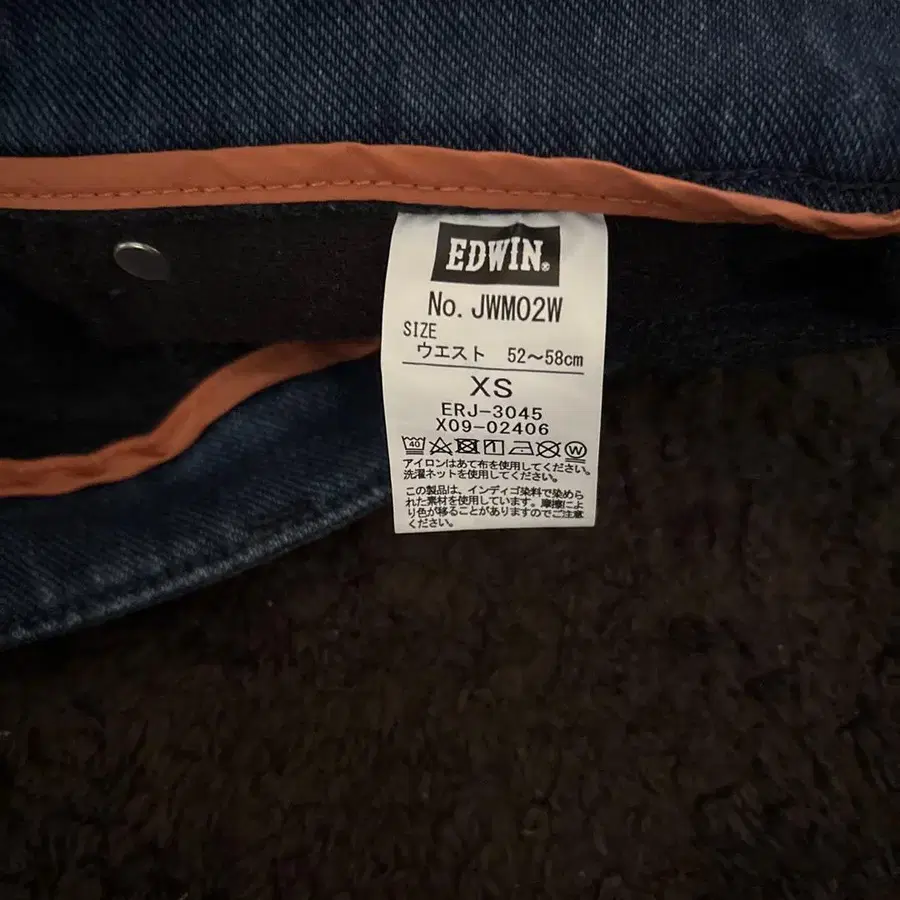 EDWIN®
No. JWM02W
SIZE
ウエスト 52〜58cm
XS
ERJ-3045
X09-02406
40 1 W
アイロンはあて布を使用してください。
洗濯ネットを使用してください。
この製品は、インディゴ染料で染めら
れた素材を使用しています。摩擦によ
り色が移ることがありますのでご注意
ください。